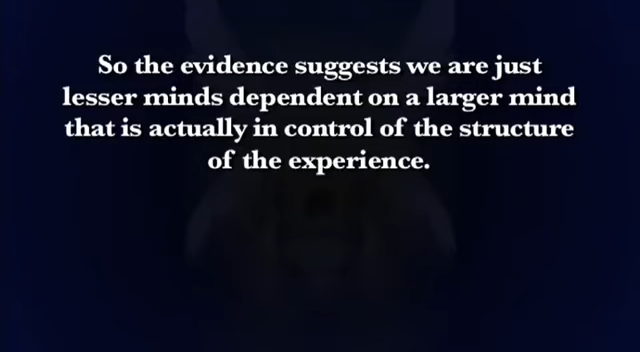 So the evidence suggests we are just
lesser minds dependent on a larger mind
that is actually in control of the structure
of the experience.